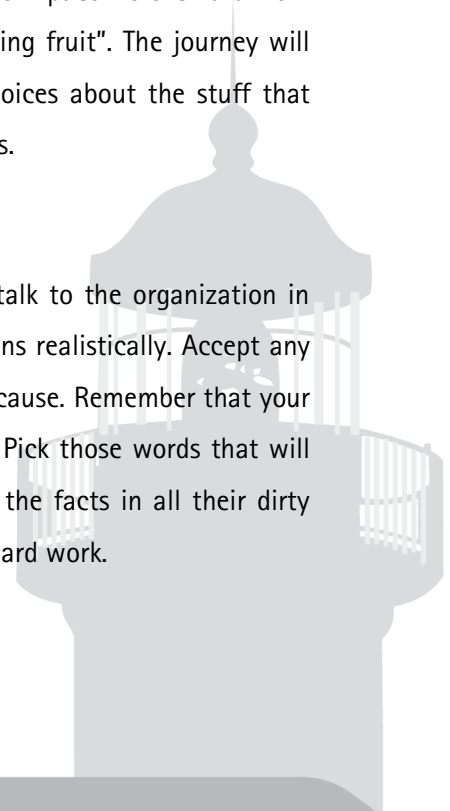 ing fruit”. The journey will
oices about the stuff that
s.
talk to the organization in
ns realistically. Accept any
cause. Remember that your
Pick those words that will
the facts in all their dirty
ard work.